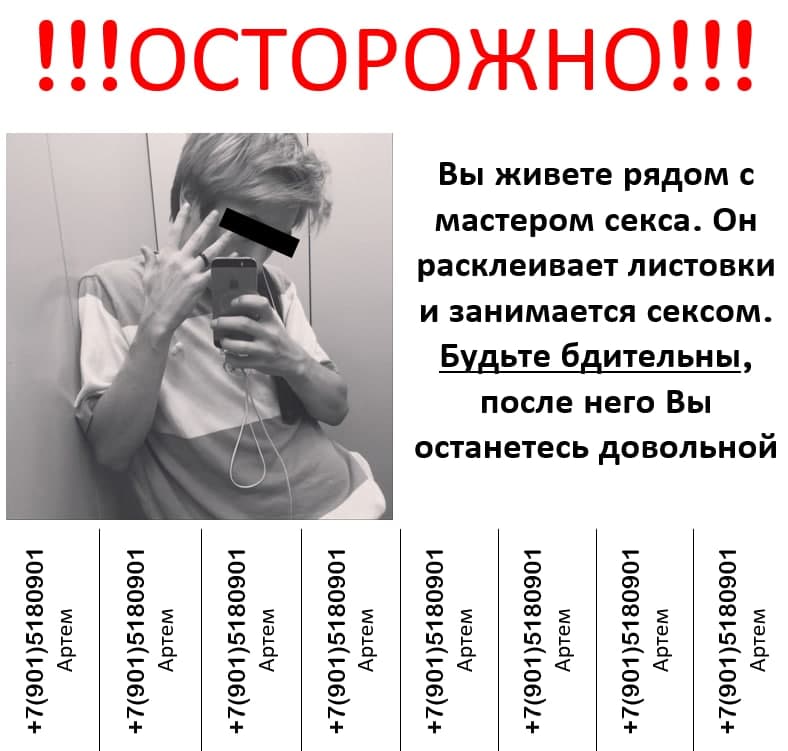 !!!ОСТОРОЖНО!!!
Вы живете рядом с
мастером секса. Он
расклеивает листовки
и занимается сексом.
Будьте бдительны,
после него Вы
останетесь довольной
+7(901)5180901
Артем
+7(901)5180901
Артем
+7(901)5180901
Артем
+7(901)5180901
Артем
+7(901)5180901
Артем
+7(901)5180901
Артем
+7(901)5180901
Артем
+7(901)5180901
Артем